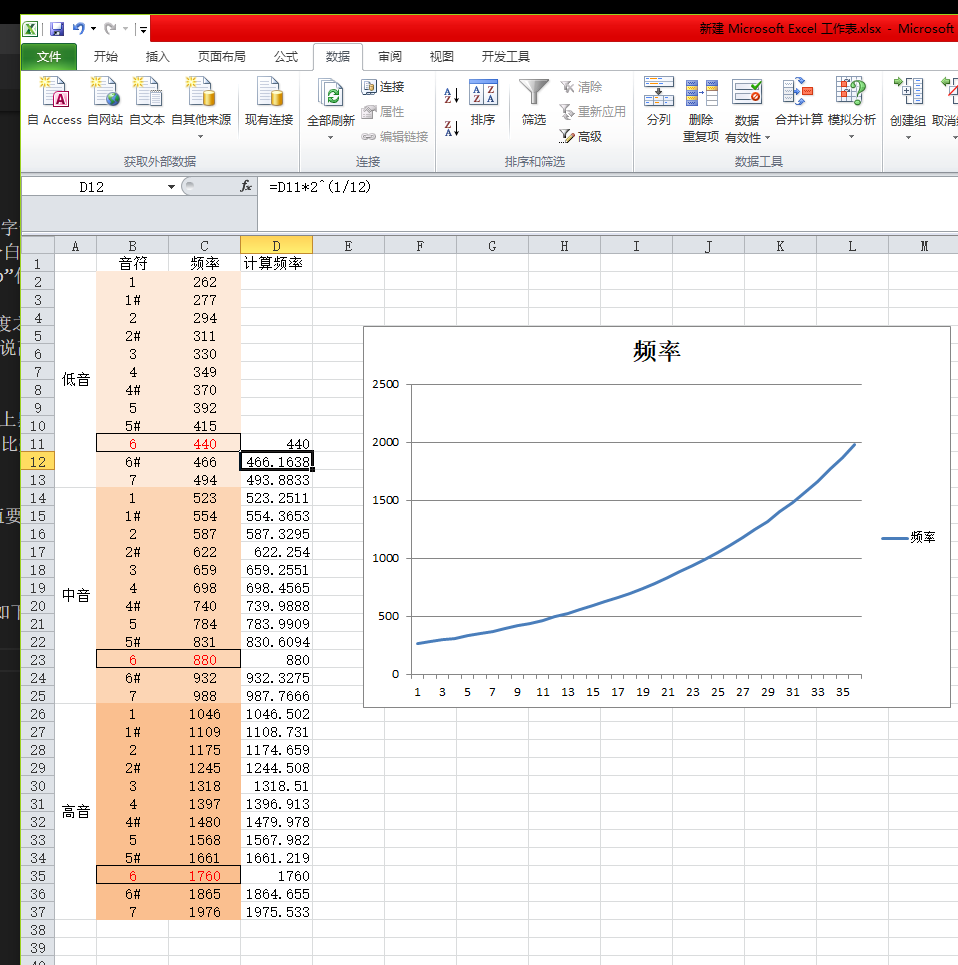 新建 Microsoft Excel 工作表.xlsx - Microsoft
文件 开始 插入 页面布局 公式 数据 审阅 视图 开发工具
自 Access 自网站 自文本 自其他来源 现有连接 全部刷新 连接 属性 编辑链接 排序 筛选 清除 重新应用 高级 分列 删除重复项 数据有效性 合并计算 模拟分析 创建组
获取外部数据 连接 排序和筛选 数据工具
D12 fx =D11*2^(1/12)
A B C D E F G H I J K L M
1 音符 频率 计算频率
2 1 262
3 1# 277
4 2 294
5 2# 311
6 3 330
7 4 349
低音
8 4# 370
9 5 392
10 5# 415
11 6 440 440
12 6# 466 466.1638
13 7 494 493.8833
14 1 523 523.2511
15 1# 554 554.3653
16 2 587 587.3295
17 2# 622 622.254
18 3 659 659.2551
19 4 698 698.4565
中音
20 4# 740 739.9888
21 5 784 783.9909
22 5# 831 830.6094
23 6 880 880
24 6# 932 932.3275
25 7 988 987.7666
26 1 1046 1046.502
27 1# 1109 1108.731
28 2 1175 1174.659
29 2# 1245 1244.508
30 3 1318 1318.51
31 4 1397 1396.913
高音
32 4# 1480 1479.978
33 5 1568 1567.982
34 5# 1661 1661.219
35 6 1760 1760
36 6# 1865 1864.655
37 7 1976 1975.533
38
39
频率
2500
2000
1500
1000
500
0
1 3 5 7 9 11 13 15 17 19 21 23 25 27 29 31 33 35
频率